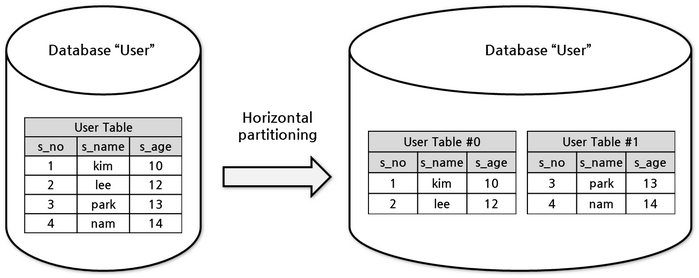 Database “User”
User Table
s_no s_name s_age
1 kim 10
2 lee 12
3 park 13
4 nam 14
Horizontal
partitioning
Database “User”
User Table #0
s_no s_name s_age
1 kim 10
2 lee 12
User Table #1
s_no s_name s_age
3 park 13
4 nam 14